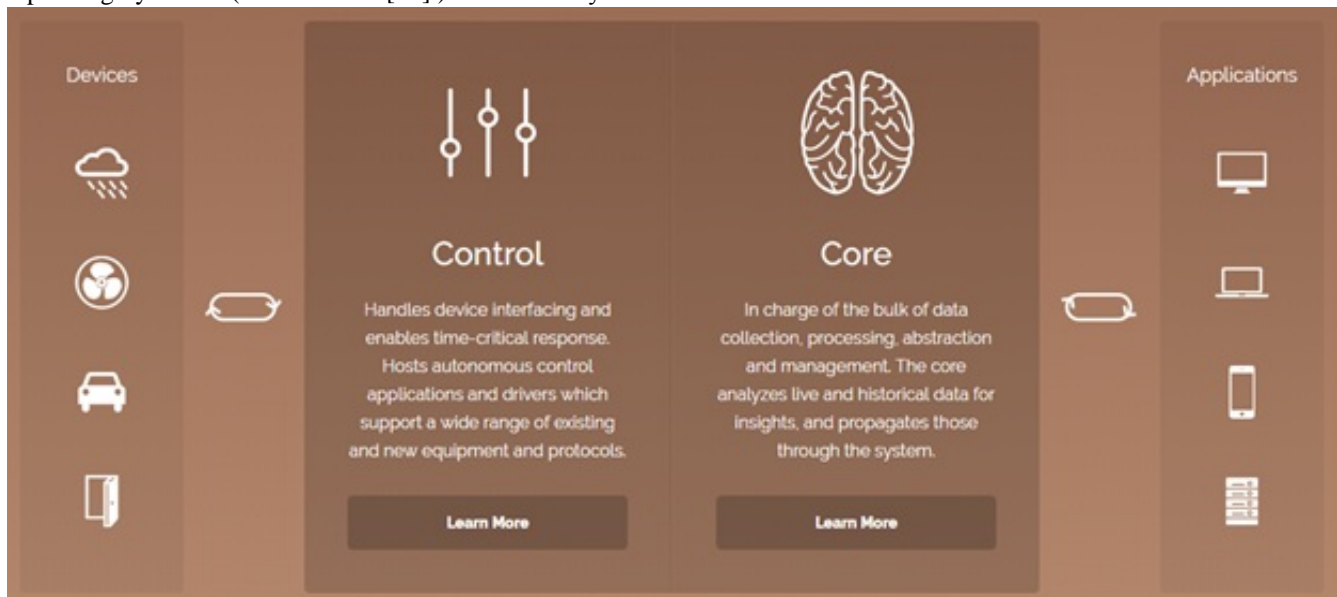 Devices
Control
Handles device interfacing and
enables time-critical response.
Hosts autonomous control
applications and drivers which
support a wide range of existing
and new equipment and protocols.
Learn More
Core
In charge of the bulk of data
collection, processing, abstraction
and management. The core
analyzes live and historical data for
insights, and propagates those
through the system.
Learn More
Applications